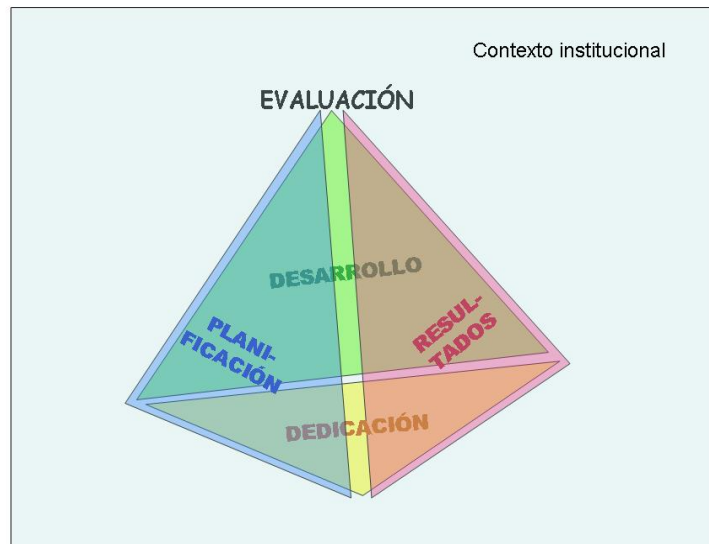 Contexto institucional
EVALUACIÓN
DESARROLLO
PLANI-
FICACIÓN
RESUL-
TADOS
DEDICACIÓN